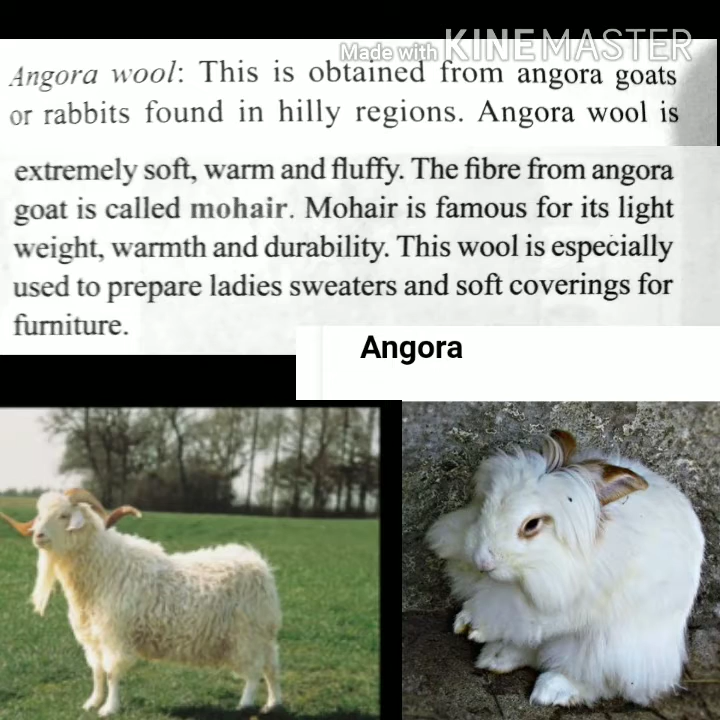 Made with KINEMASTER
Angora wool: This is obtained from angora goats
or rabbits found in hilly regions. Angora wool is
extremely soft, warm and fluffy. The fibre from angora
goat is called mohair. Mohair is famous for its light
weight, warmth and durability. This wool is especially
used to prepare ladies sweaters and soft coverings for
furniture.
Angora